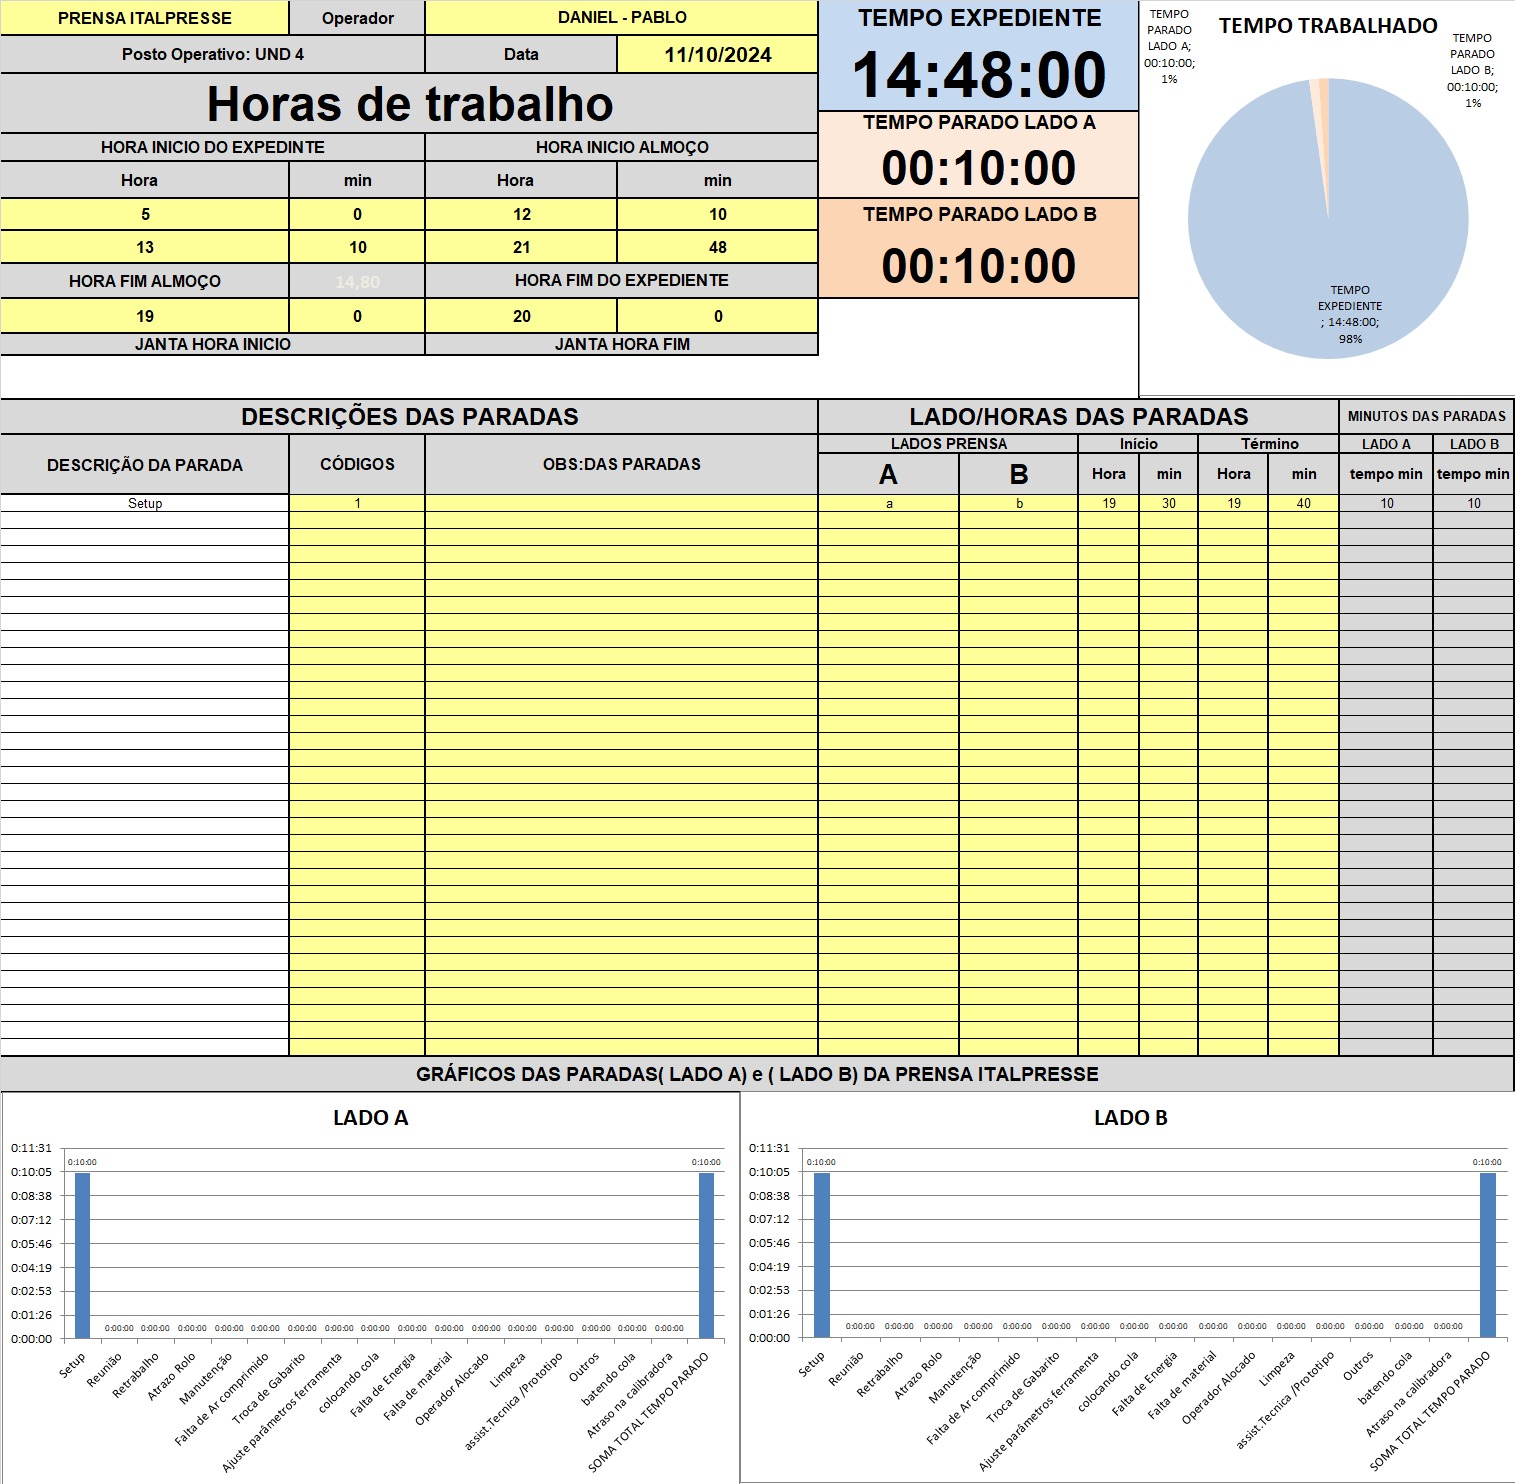 PRENSA ITALPRESSE Operador DANIEL - PABLO
Posto Operativo: UND 4 Data 11/10/2024
Horas de trabalho
HORA INICIO DO EXPEDINTE HORA INICIO ALMOÇO
Hora min Hora min
5 0 12 10
13 10 21 48
HORA FIM ALMOÇO 14,80 HORA FIM DO EXPEDIENTE
19 0 20 0
JANTA HORA INICIO JANTA HORA FIM
TEMPO EXPEDIENTE
14:48:00
TEMPO PARADO LADO A
00:10:00
TEMPO PARADO LADO B
00:10:00
TEMPO TRABALHADO
TEMPO
PARADO
LADO A;
00:10:00;
1%
TEMPO
PARADO
LADO B;
00:10:00;
1%
TEMPO
EXPEDIENTE
; 14:48:00;
98%
DESCRIÇÕES DAS PARADAS LADO/HORAS DAS PARADAS MINUTOS DAS PARADAS
DESCRIÇÃO DA PARADA CÓDIGOS OBS:DAS PARADAS
LADOS PRENSA Início Término LADO A LADO B
A B Hora min Hora min tempo min tempo min
Setup 1 a b 19 30 19 40 10 10
GRÁFICOS DAS PARADAS( LADO A) e ( LADO B) DA PRENSA ITALPRESSE
LADO A
0:11:31
0:10:05
0:08:38
0:07:12
0:05:46
0:04:19
0:02:53
0:01:26
0:00:00
0:10:00 0:00:00 0:00:00 0:00:00 0:00:00 0:00:00 0:00:00 0:00:00 0:00:00 0:00:00 0:00:00 0:00:00 0:00:00 0:00:00 0:00:00 0:00:00 0:00:00 0:10:00
Setup
Reunião
Retrabalho
Atrazo Rolo
Manutenção
Falta de Ar comprimido
Troca de Gabarito
Ajuste parâmetros ferramenta
colocando cola
Falta de Energia
Falta de material
Operador Alocado
Limpeza
assist.Tecnica /Prototipo
Outros
batendo cola
Atraso na calibradora
SOMA TOTAL TEMPO PARADO
LADO B
0:11:31
0:10:05
0:08:38
0:07:12
0:05:46
0:04:19
0:02:53
0:01:26
0:00:00
0:10:00 0:00:00 0:00:00 0:00:00 0:00:00 0:00:00 0:00:00 0:00:00 0:00:00 0:00:00 0:00:00 0:00:00 0:00:00 0:00:00 0:00:00 0:00:00 0:00:00 0:10:00
Setup
Reunião
Retrabalho
Atrazo Rolo
Manutenção
Falta de Ar comprimido
Troca de Gabarito
Ajuste parâmetros ferramenta
colocando cola
Falta de Energia
Falta de material
Operador Alocado
Limpeza
assist.Tecnica /Prototipo
Outros
batendo cola
Atraso na calibradora
SOMA TOTAL TEMPO PARADO